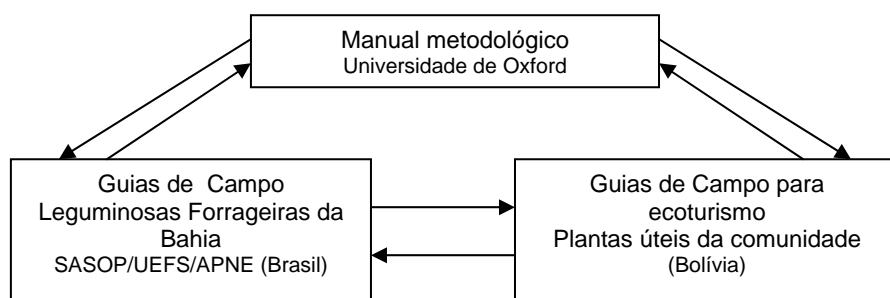 Manual metodológico
Universidade de Oxford
Guias de Campo
Leguminosas Forrageiras da
Bahia
SASOP/UEFS/APNE (Brasil)
Guias de Campo para
ecoturismo
Plantas úteis da comunidade
(Bolívia)